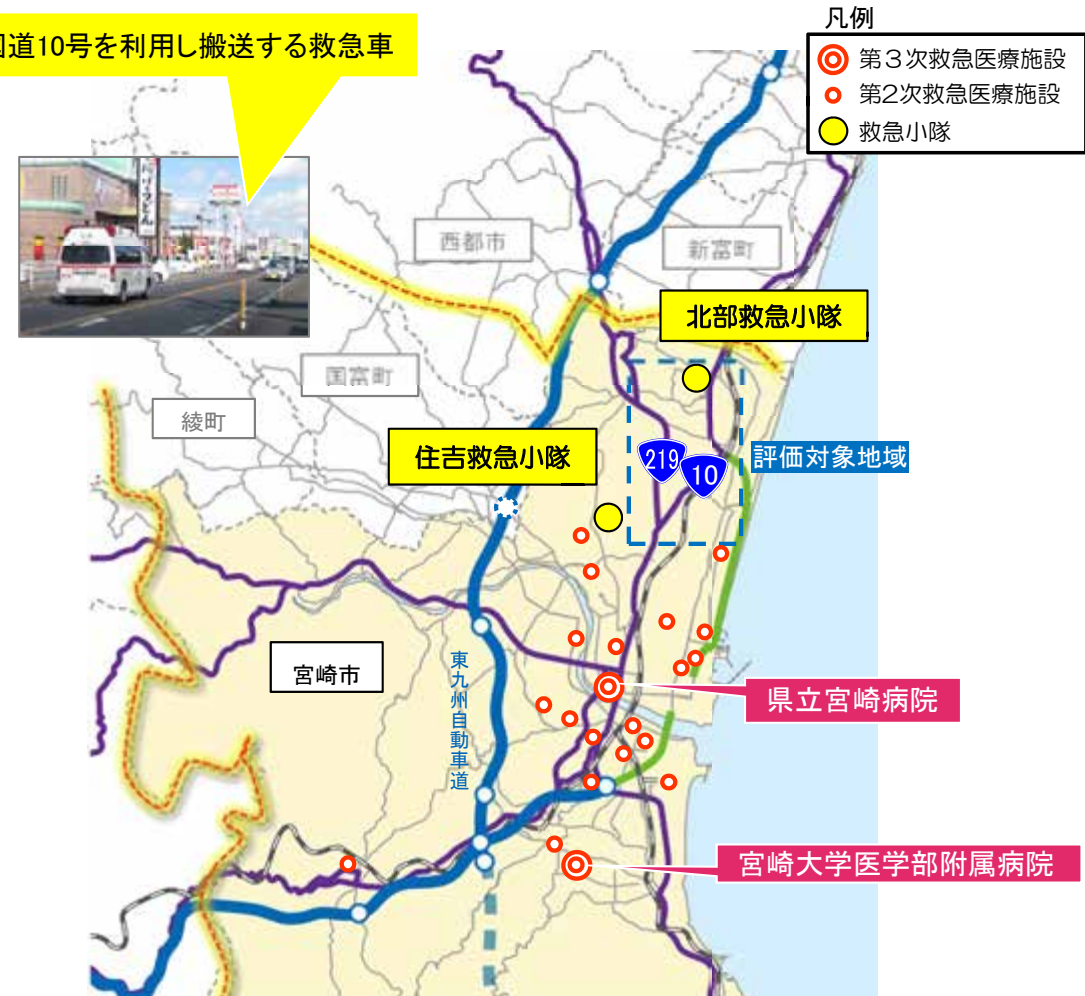 国道10号を利用し搬送する救急車
凡例
第3次救急医療施設
第2次救急医療施設
救急小隊
西都市
新富町
北部救急小隊
国富町
綾町
住吉救急小隊
219
10
評価対象地域
宮崎市
東九州自動車道
県立宮崎病院
宮崎大学医学部附属病院